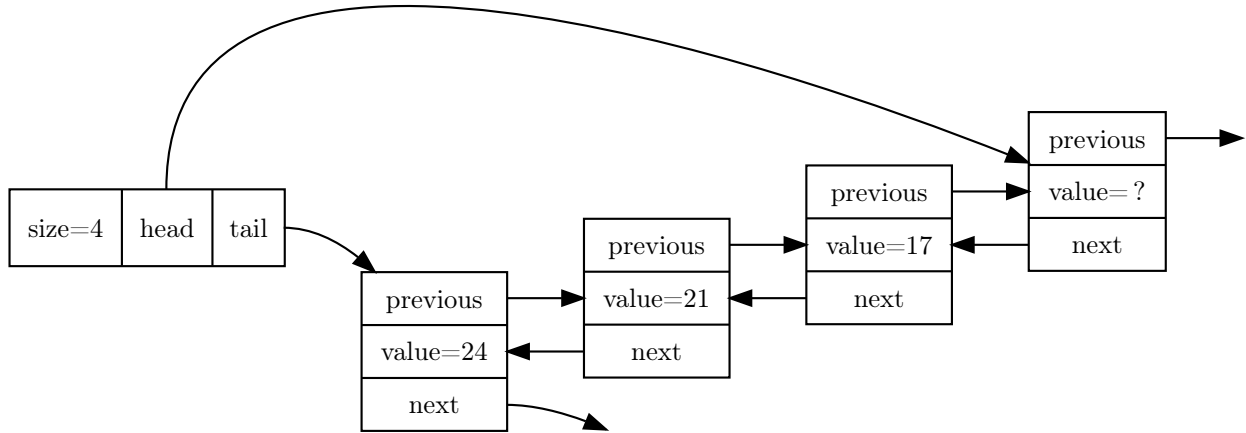 size=4
head
tail
previous
value=24
next
previous
value=21
next
previous
value=17
next
previous
value= ?
next